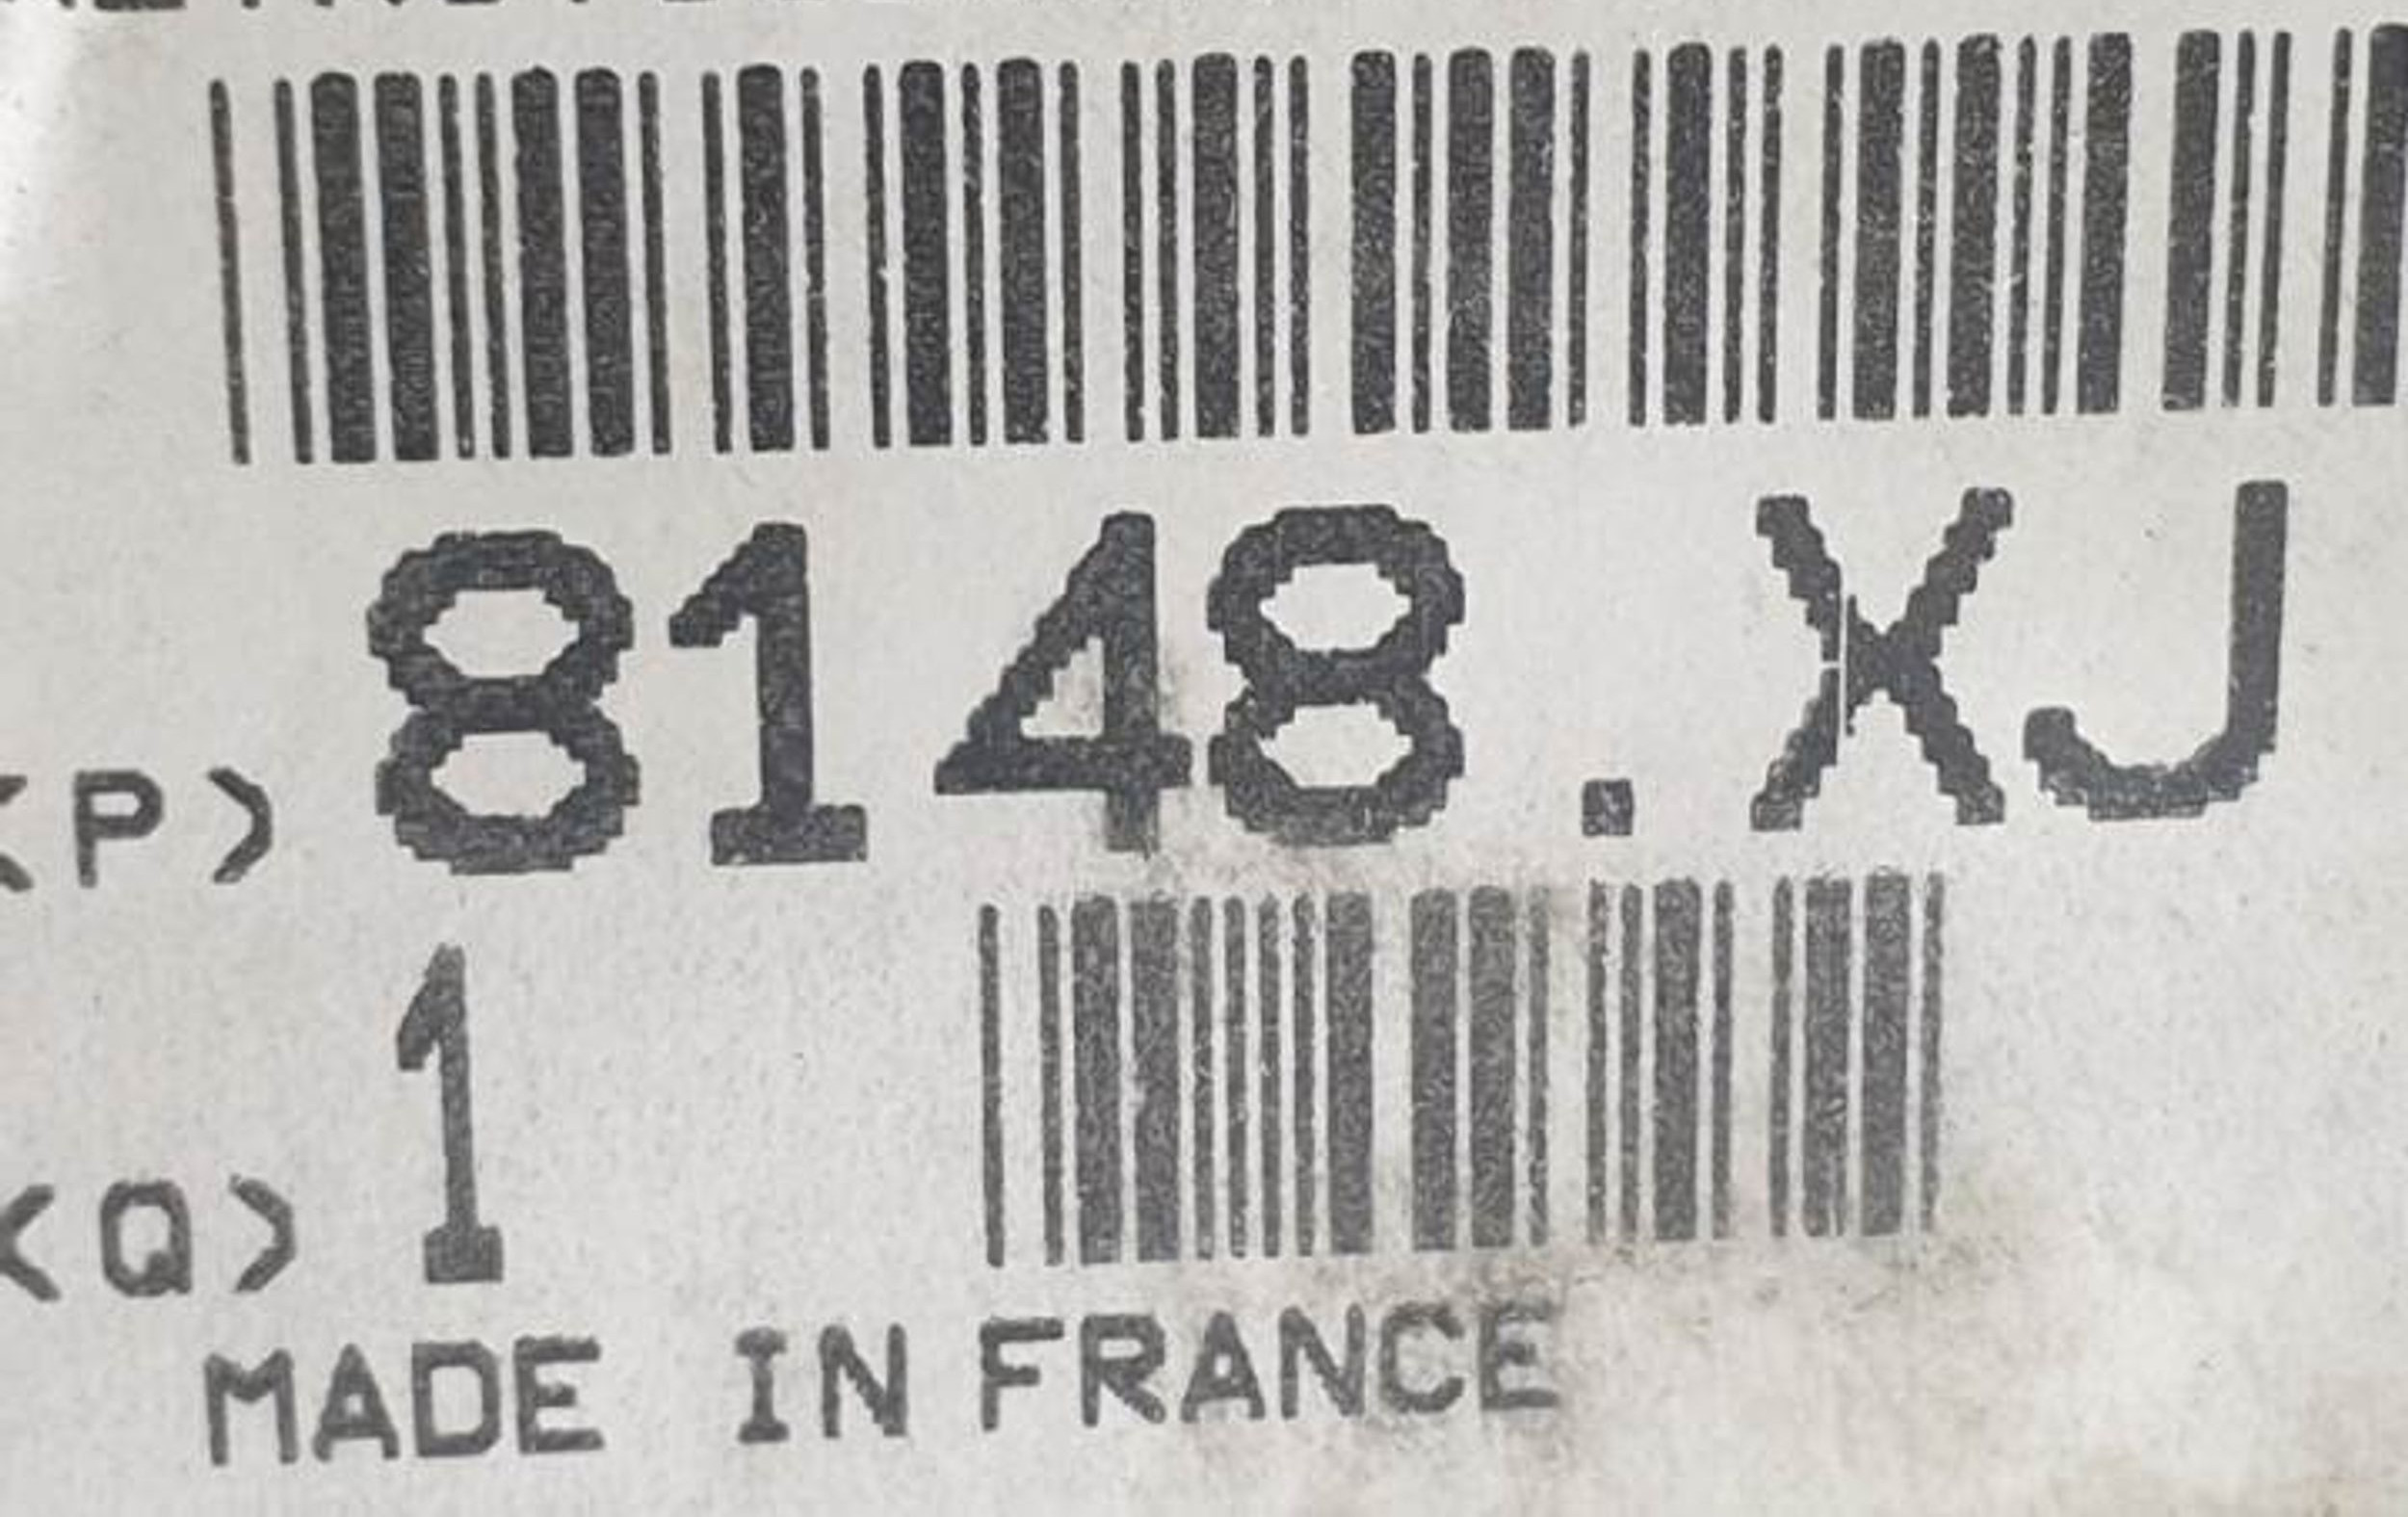 <P> 8148.XJ
<Q> 1
MADE IN FRANCE